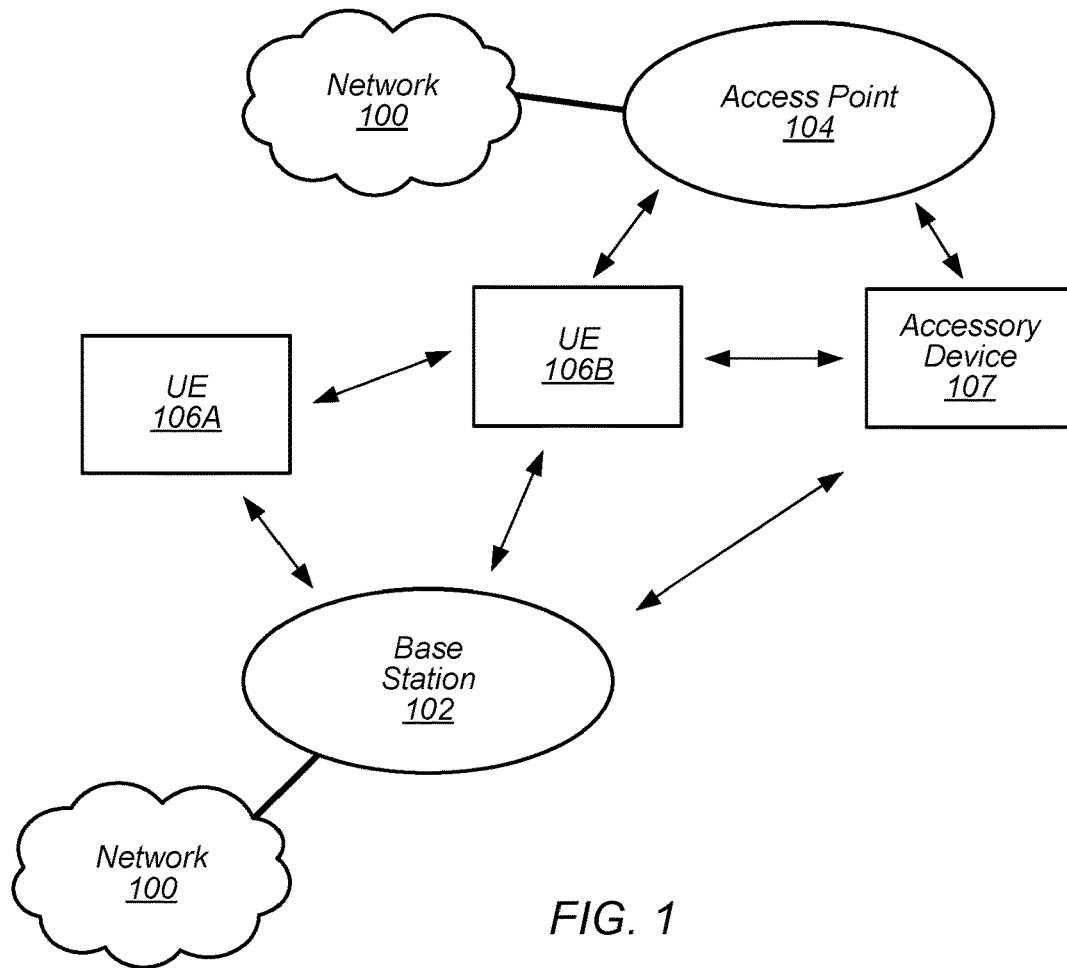 Network
100
Access Point
104
UE
106A
UE
106B
Accessory
Device
107
Base
Station
102
Network
100
FIG. 1